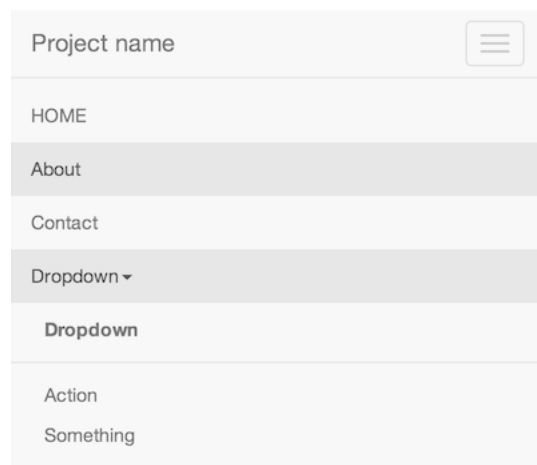 Project name
HOME
About
Contact
Dropdown
Dropdown
Action
Something